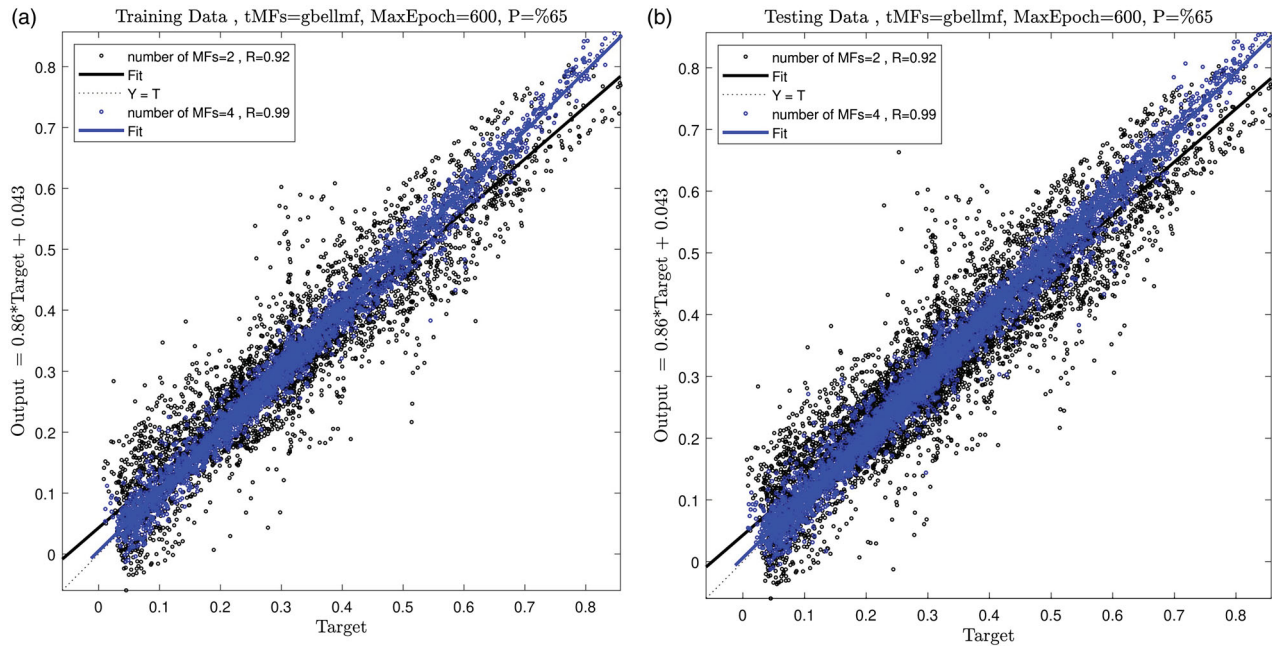 (a)
Training Data , tMFs=gbellmf, MaxEpoch=600, P=%65
number of MFs=2 , R=0.92
Fit
Y = T
number of MFs=4 , R=0.99
Fit
Output = 0.86*Target + 0.043
0.8
0.7
0.6
0.5
0.4
0.3
0.2
0.1
0
0 0.1 0.2 0.3 0.4 0.5 0.6 0.7 0.8
Target
(b)
Testing Data , tMFs=gbellmf, MaxEpoch=600, P=%65
number of MFs=2 , R=0.92
Fit
Y = T
number of MFs=4 , R=0.99
Fit
Output = 0.86*Target + 0.043
0.8
0.7
0.6
0.5
0.4
0.3
0.2
0.1
0
0 0.1 0.2 0.3 0.4 0.5 0.6 0.7 0.8
Target